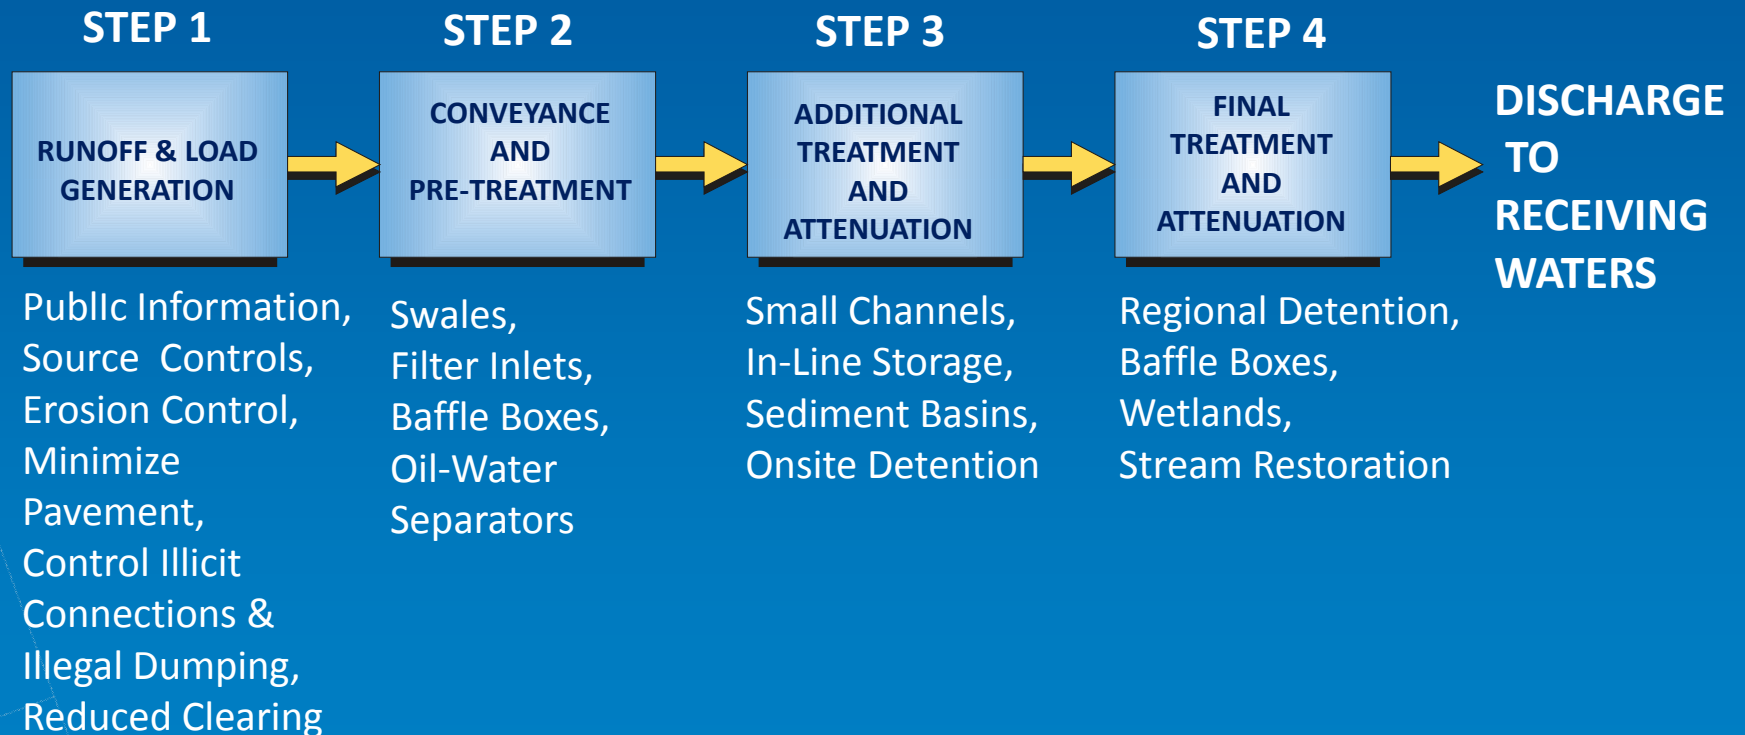 STEP 1
RUNOFF & LOAD
GENERATION
PublIc Information,
Source Controls,
Erosion Control,
Minimize
Pavement,
Control Illicit
Connections &
Illegal Dumping,
Reduced Clearing
STEP 2
CONVEYANCE
AND
PRE-TREATMENT
Swales,
Filter Inlets,
Baffle Boxes,
Oil-Water
Separators
STEP 3
ADDITIONAL
TREATMENT
AND
ATTENUATION
Small Channels,
In-Line Storage,
Sediment Basins,
Onsite Detention
STEP 4
FINAL
TREATMENT
AND
ATTENUATION
Regional Detention,
Baffle Boxes,
Wetlands,
Stream Restoration
DISCHARGE
TO
RECEIVING
WATERS